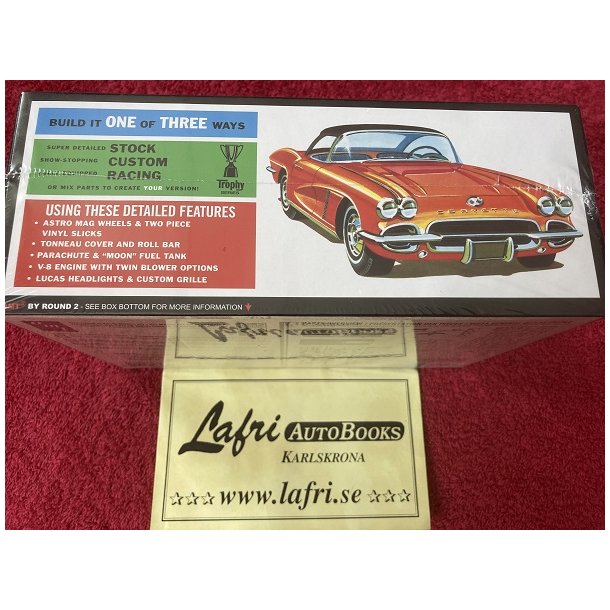 BUILD IT ONE OF THREE WAYS
SUPER DETAILED STOCK
SHOW-STOPPING CUSTOM
RACING
OR MIX PARTS TO CREATE YOUR VERSION!
Trophy
SERIES
USING THESE DETAILED FEATURES
• ASTRO MAG WHEELS & TWO PIECE
VINYL SLICKS
• TONNEAU COVER AND ROLL BAR
• PARACHUTE & “MOON” FUEL TANK
• V-8 ENGINE WITH TWIN BLOWER OPTIONS
• LUCAS HEADLIGHTS & CUSTOM GRILLE
BY ROUND 2 - SEE BOX BOTTOM FOR MORE INFORMATION
Lafri AUTOBOOKS
KARLSKRONA
www.lafri.se